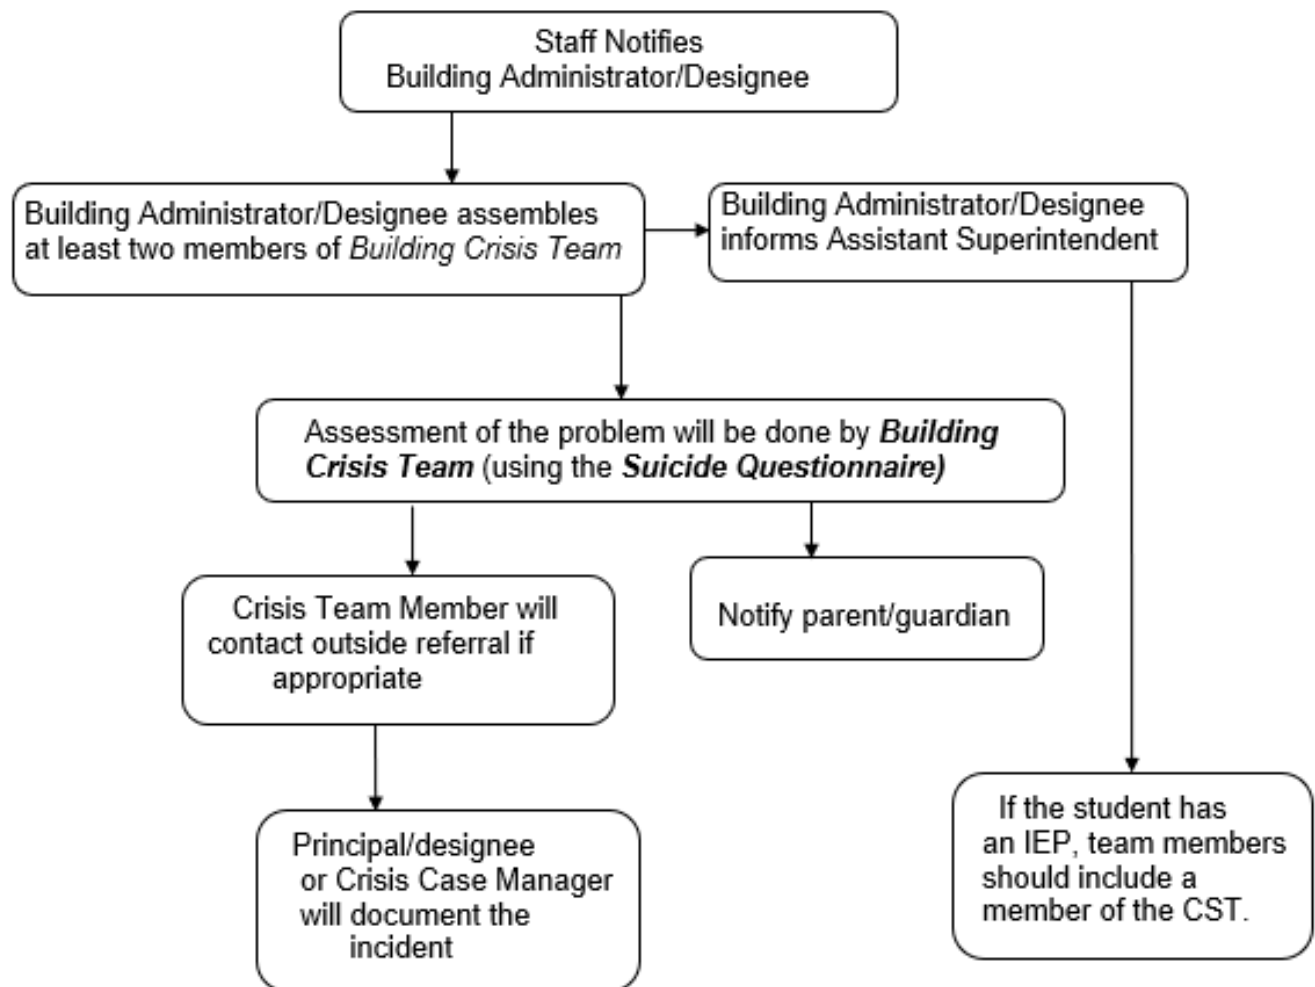 Staff Notifies
Building Administrator/Designee
Building Administrator/Designee assembles
at least two members of Building Crisis Team
Building Administrator/Designee
informs Assistant Superintendent
Assessment of the problem will be done by Building
Crisis Team (using the Suicide Questionnaire)
Crisis Team Member will
contact outside referral if
appropriate
Notify parent/guardian
Principal/designee
or Crisis Case Manager
will document the
incident
If the student has
an IEP, team members
should include a
member of the CST.